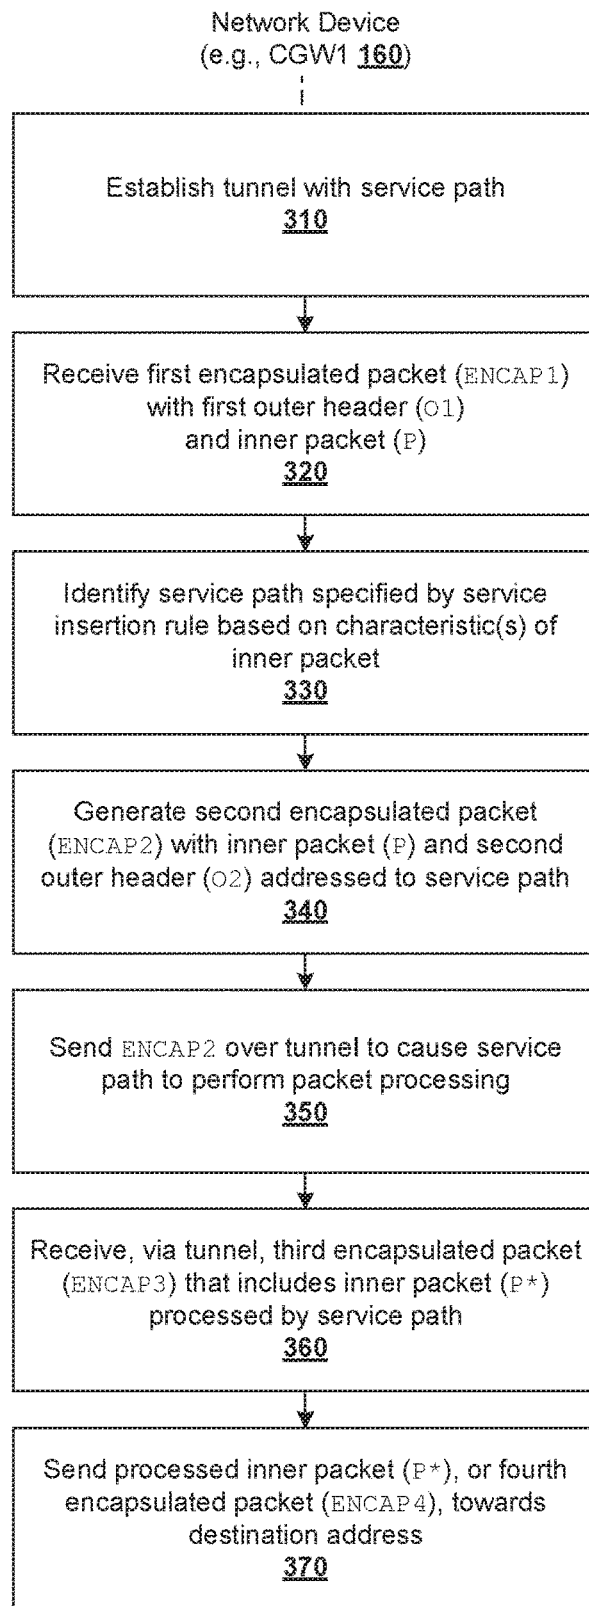 Network Device
(e.g., CGW1 160)
Establish tunnel with service path
310
Receive first encapsulated packet (ENCAP1)
with first outer header (O1)
and inner packet (P)
320
Identify service path specified by service
insertion rule based on characteristic(s) of
inner packet
330
Generate second encapsulated packet
(ENCAP2) with inner packet (P) and second
outer header (O2) addressed to service path
340
Send ENCAP2 over tunnel to cause service
path to perform packet processing
350
Receive, via tunnel, third encapsulated packet
(ENCAP3) that includes inner packet (P*)
processed by service path
360
Send processed inner packet (P*), or fourth
encapsulated packet (ENCAP4), towards
destination address
370